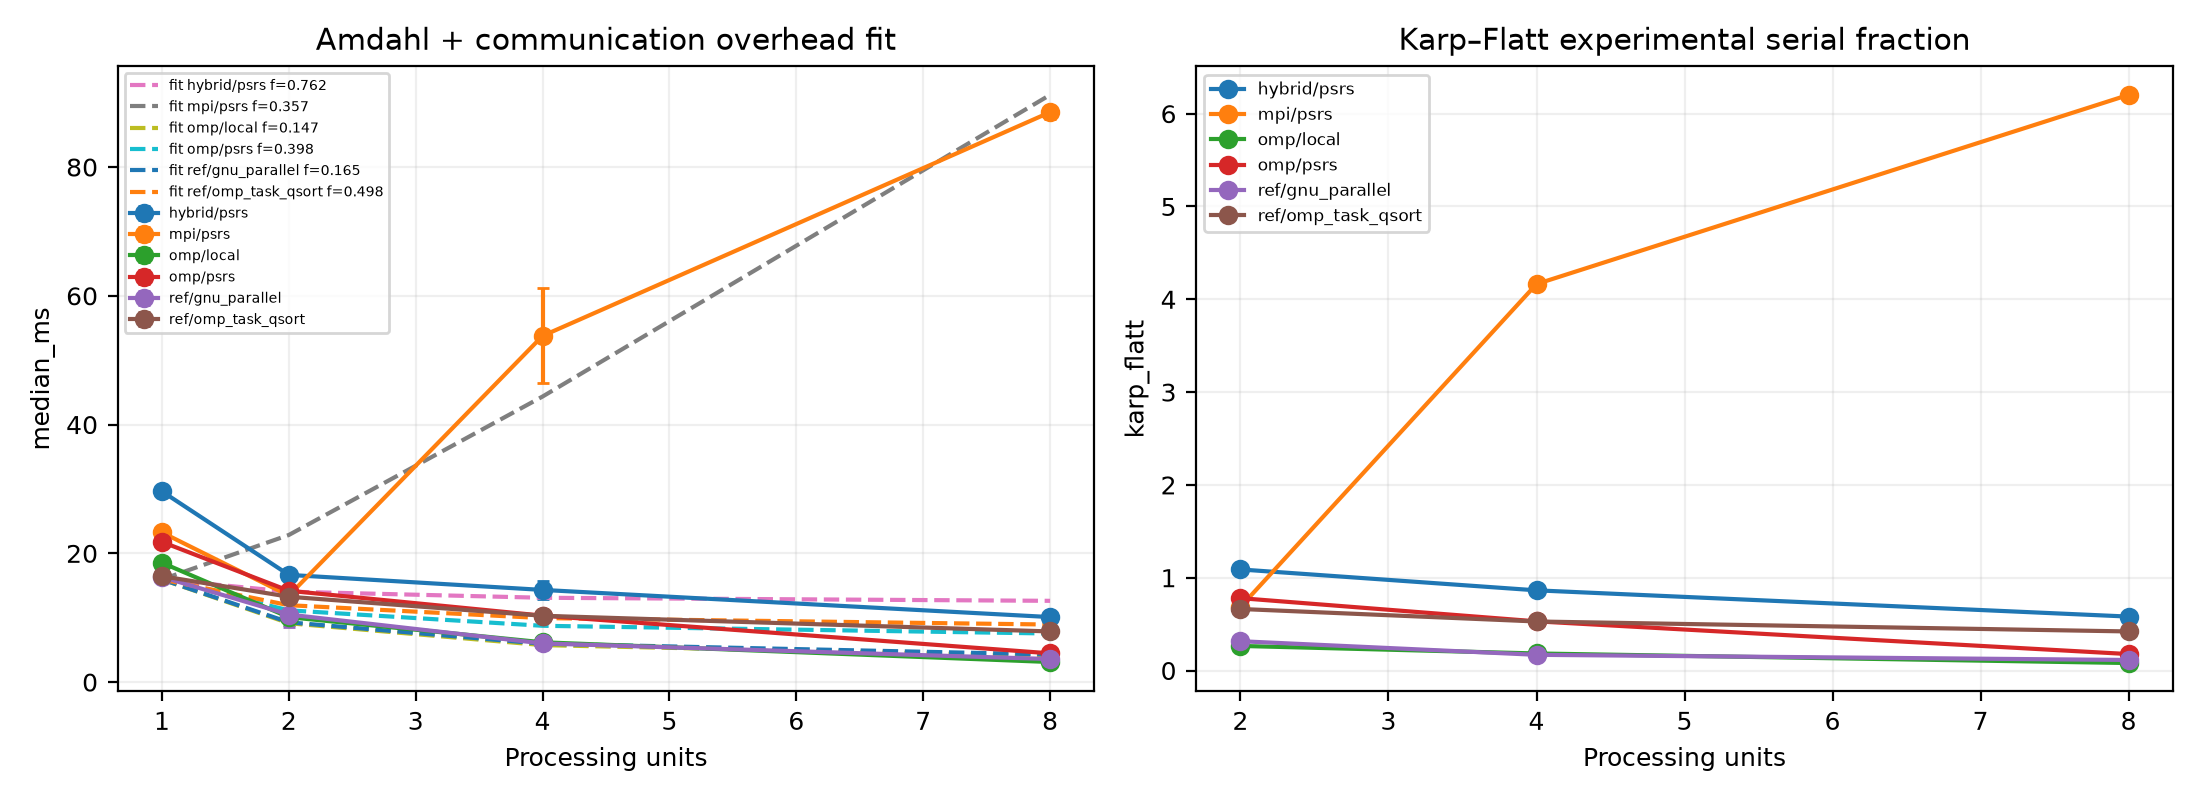 Amdahl + communication overhead fit
fit hybrid/psrs f=0.762
fit mpi/psrs f=0.357
fit omp/local f=0.147
fit omp/psrs f=0.398
fit ref/gnu_parallel f=0.165
fit ref/omp_task_qsort f=0.498
hybrid/psrs
mpi/psrs
omp/local
omp/psrs
ref/gnu_parallel
ref/omp_task_qsort
median_ms
80
60
40
20
0
1 2 3 4 5 6 7 8
Processing units
Karp–Flatt experimental serial fraction
hybrid/psrs
mpi/psrs
omp/local
omp/psrs
ref/gnu_parallel
ref/omp_task_qsort
karp_flatt
6
5
4
3
2
1
0
2 3 4 5 6 7 8
Processing units